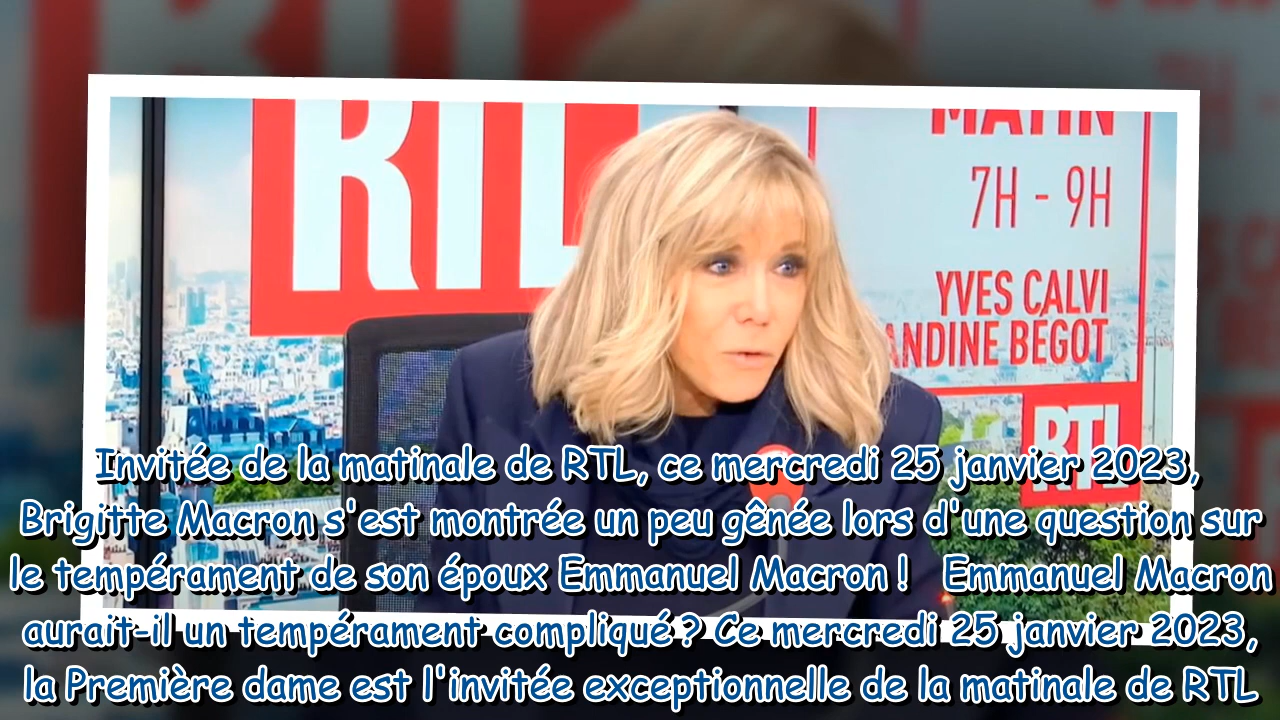 RTL
MATIN
7H - 9H
YVES CALVI
ANDINE BÉGOT
RTL
Invitée de la matinale de RTL, ce mercredi 25 janvier 2023,
Brigitte Macron s'est montrée un peu gênée lors d'une question sur
le tempérament de son époux Emmanuel Macron ! Emmanuel Macron
aurait-il un tempérament compliqué ? Ce mercredi 25 janvier 2023,
la Première dame est l'invitée exceptionnelle de la matinale de RTL